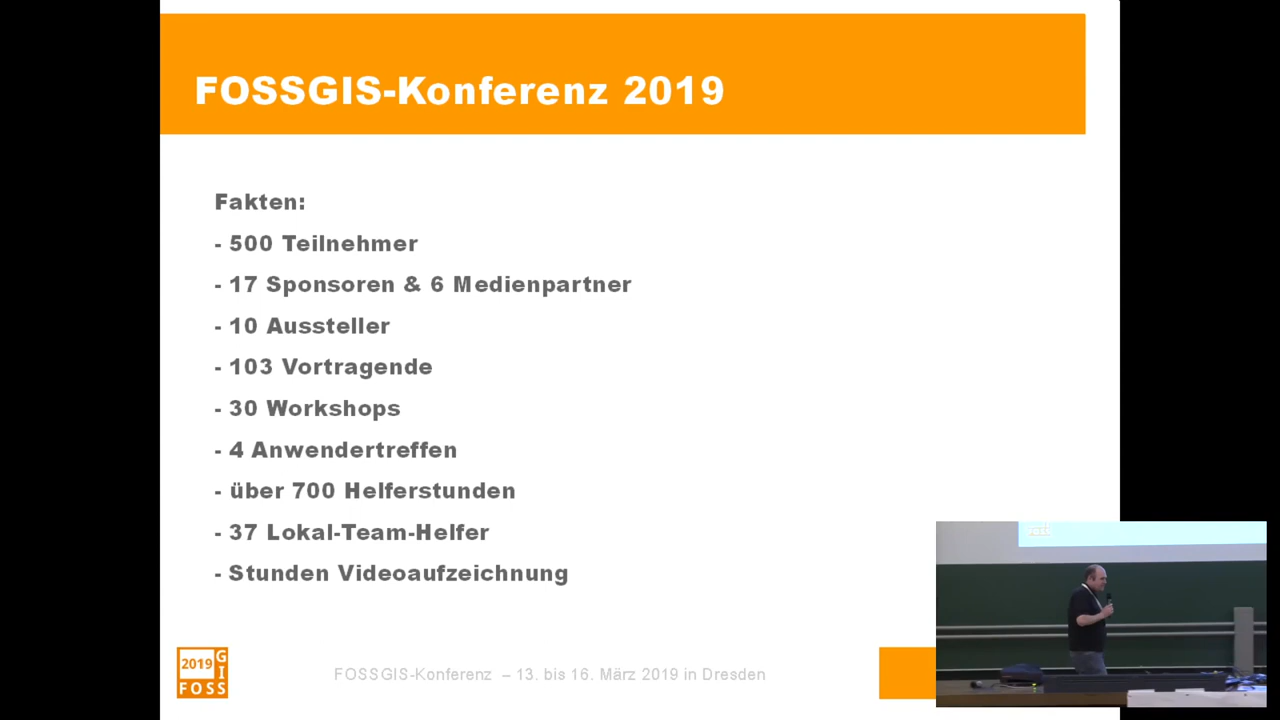 FOSSGIS-Konferenz 2019
Fakten:
- 500 Teilnehmer
- 17 Sponsoren & 6 Medienpartner
- 10 Aussteller
- 103 Vortragende
- 30 Workshops
- 4 Anwendertreffen
- über 700 Helferstunden
- 37 Lokal-Team-Helfer
- Stunden Videoaufzeichnung
2019 GI
FOSS
FOSSGIS-Konferenz – 13. bis 16. März 2019 in Dresden